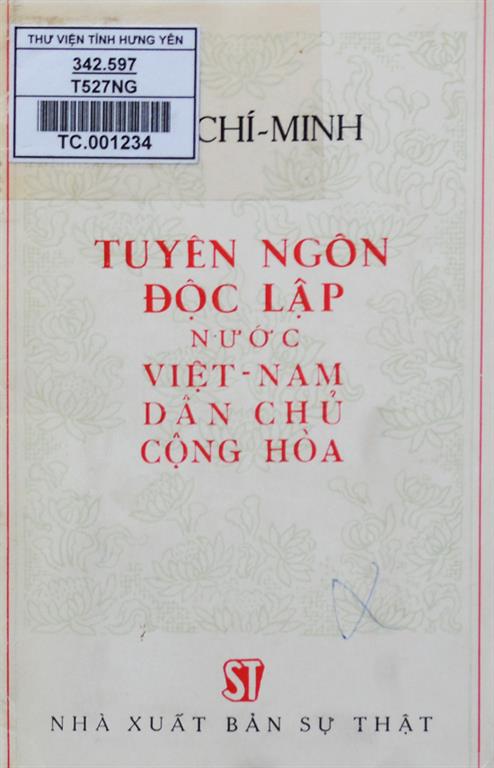 THƯ VIỆN TỈNH HƯNG YÊN
342.597
T527NG
TC.001234
CHÍ-MINH
TUYÊN NGÔN
ĐỘC LẬP
NƯỚC
VIỆT-NAM
DÂN CHỦ
CỘNG HÒA
ST
NHÀ XUẤT BẢN SỰ THẬT